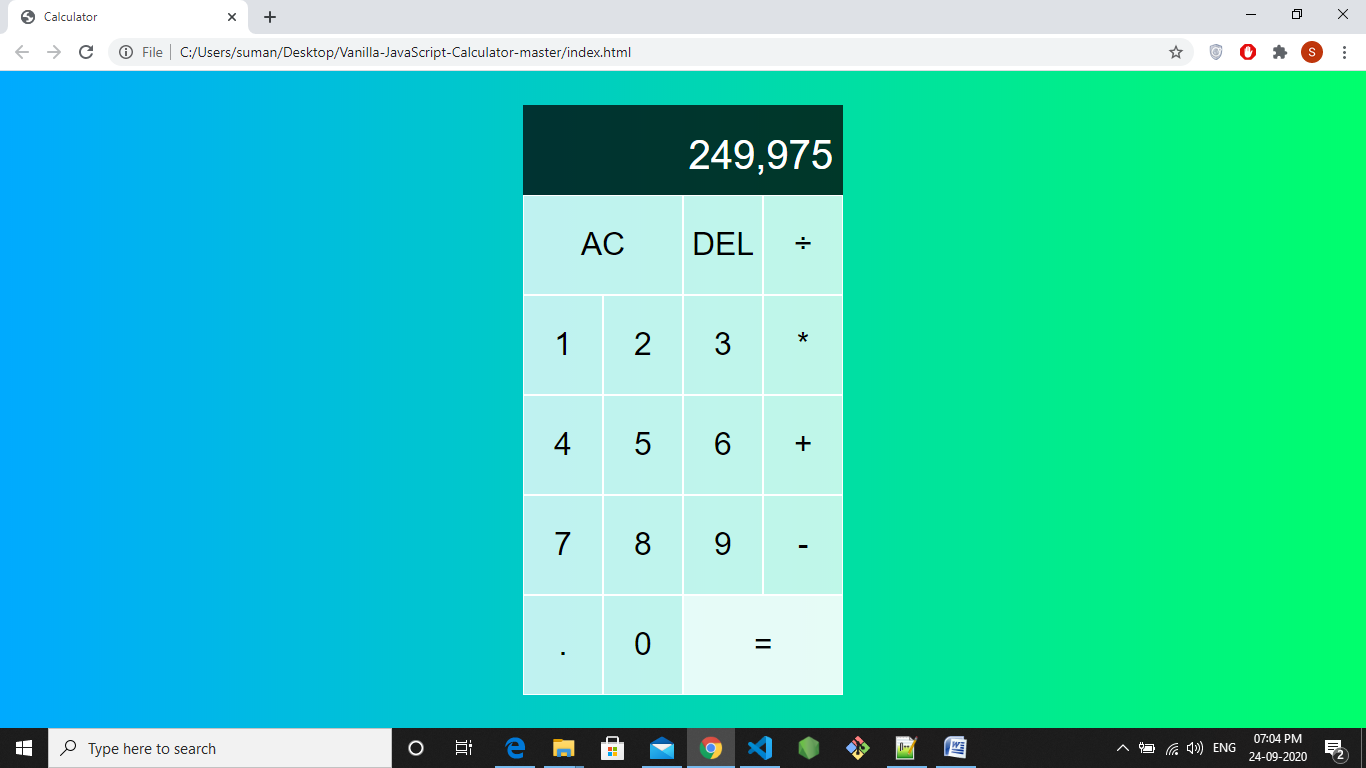 Calculator
File C:/Users/suman/Desktop/Vanilla-JavaScript-Calculator-master/index.html
S
249,975
AC DEL ÷
1 2 3 *
4 5 6 +
7 8 9 -
. 0 =
Type here to search
ENG
07:04 PM
24-09-2020
2